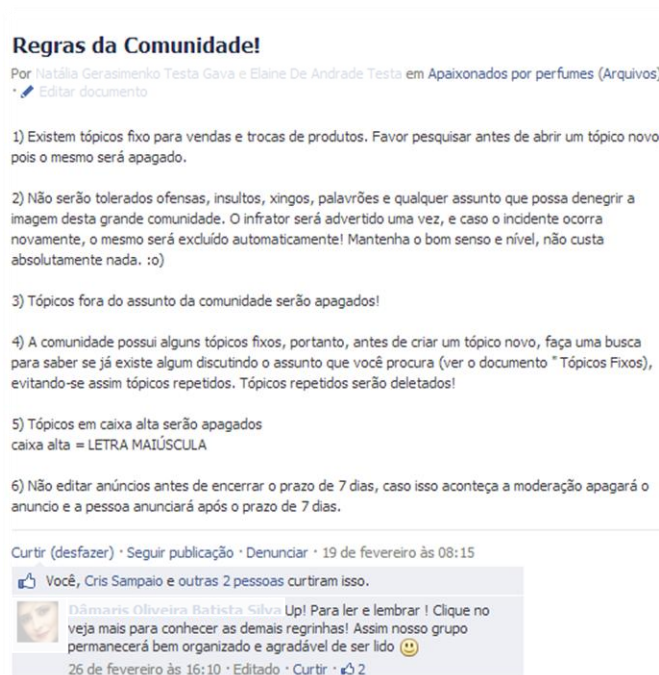 Regras da Comunidade!
Por Natália Gerasimenko Testa Gava e Elaine De Andrade Testa em Apaixonados por perfumes (Arquivos)
· Editar documento
1) Existem tópicos fixo para vendas e trocas de produtos. Favor pesquisar antes de abrir um tópico novo
pois o mesmo será apagado.
2) Não serão tolerados ofensas, insultos, xingos, palavrões e qualquer assunto que possa denegrir a
imagem desta grande comunidade. O infrator será advertido uma vez, e caso o incidente ocorra
novamente, o mesmo será excluído automaticamente! Mantenha o bom senso e nível, não custa
absolutamente nada. :o)
3) Tópicos fora do assunto da comunidade serão apagados!
4) A comunidade possui alguns tópicos fixos, portanto, antes de criar um tópico novo, faça uma busca
para saber se já existe algum discutindo o assunto que você procura (ver o documento " Tópicos Fixos),
evitando-se assim tópicos repetidos. Tópicos repetidos serão deletados!
5) Tópicos em caixa alta serão apagados
caixa alta = LETRA MAIÚSCULA
6) Não editar anúncios antes de encerrar o prazo de 7 dias, caso isso aconteça a moderação apagará o
anuncio e a pessoa anunciará após o prazo de 7 dias.
Curtir (desfazer) · Seguir publicação · Denunciar · 19 de fevereiro às 08:15
Você, Cris Sampaio e outras 2 pessoas curtiram isso.
Dâmaris Oliveira Batista Silva Up! Para ler e lembrar ! Clique no
veja mais para conhecer as demais regrinhas! Assim nosso grupo
permanecerá bem organizado e agradável de ser lido
26 de fevereiro às 16:10 · Editado · Curtir · 2